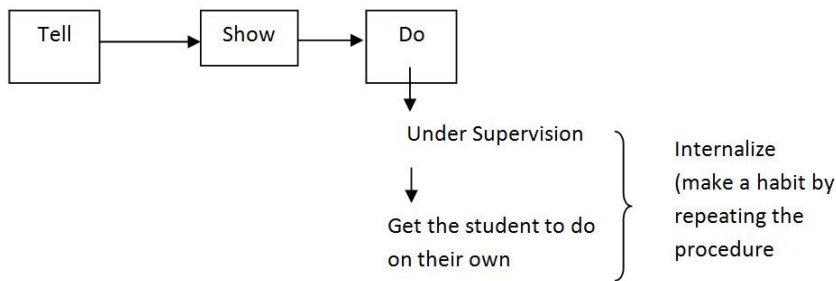 Tell
Show
Do
Under Supervision
Get the student to do
on their own
Internalize
(make a habit by
repeating the
procedure